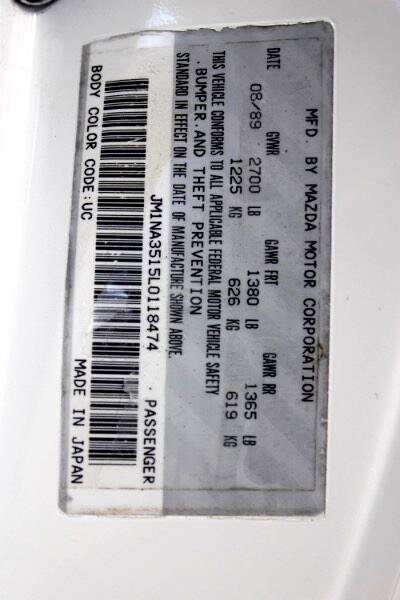 MFD. BY MAZDA MOTOR CORPORATION
DATE GVWR GAWR FRT GAWR RR
08/89 2700 LB 1380 LB 1365 LB
1225 KG 626 KG 619 KG
THIS VEHICLE CONFORMS TO ALL APPLICABLE FEDERAL MOTOR VEHICLE SAFETY
.BUMPER.AND THEFT PREVENTION
STANDARD IN EFFECT ON THE DATE OF MANUFACTURE SHOWN ABOVE.
JM1NA3515L0118474 . PASSENGER
BODY COLOR CODE:UC MADE IN JAPAN